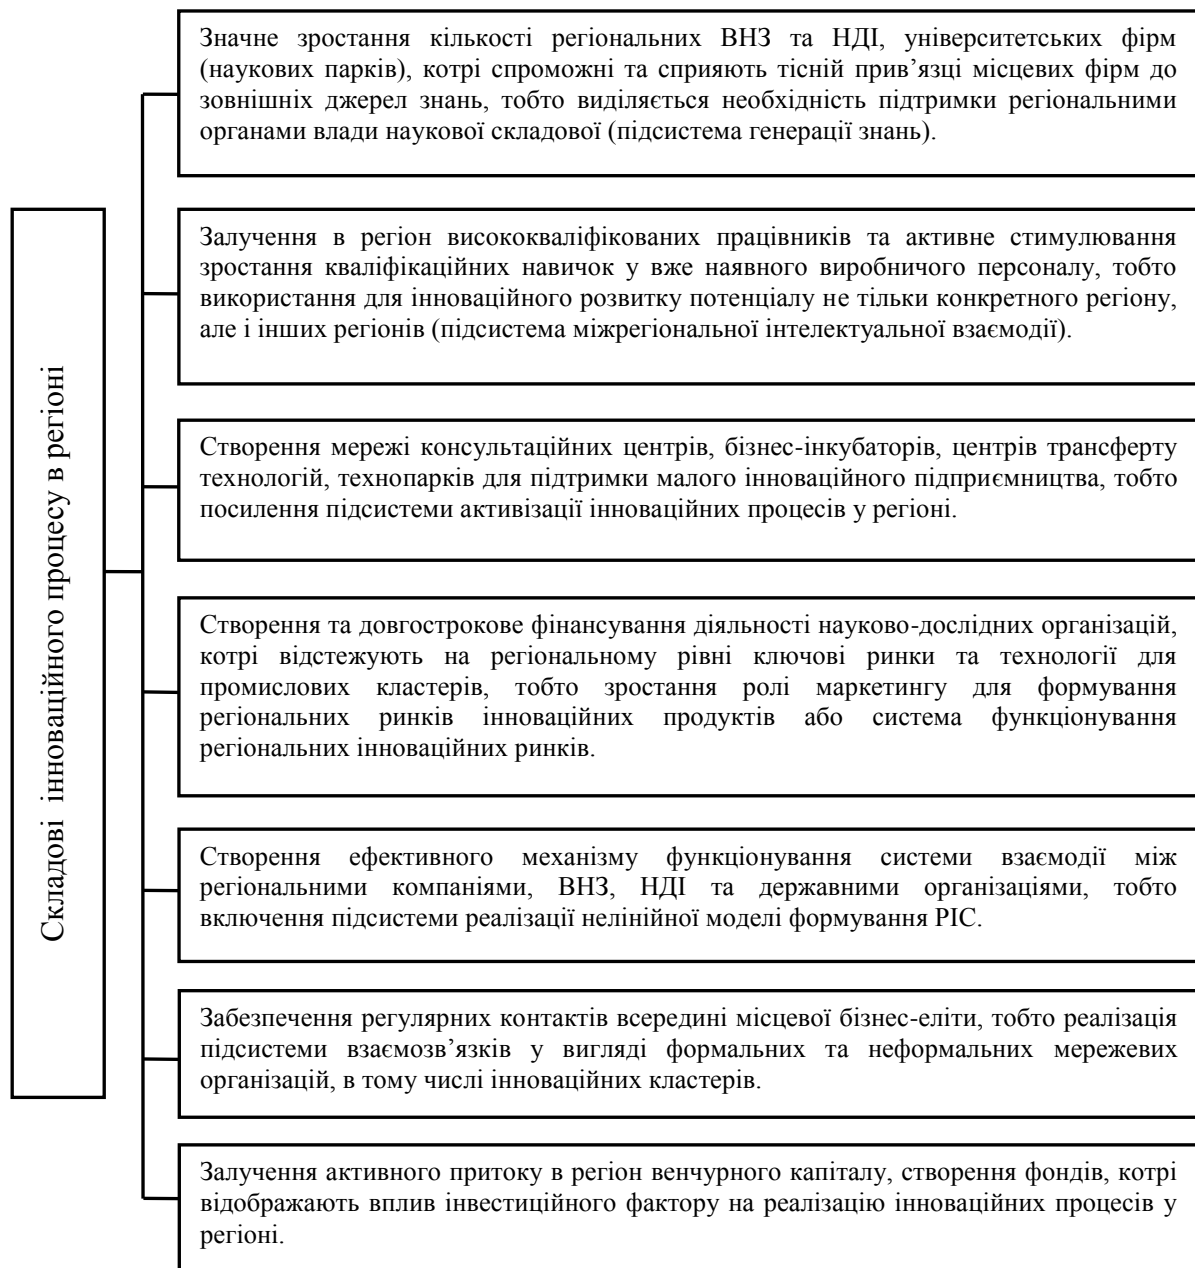 Складові інноваційного процесу в регіоні
Значне зростання кількості регіональних ВНЗ та НДІ, університетських фірм
(наукових парків), котрі спроможні та сприяють тісній прив’язці місцевих фірм до
зовнішніх джерел знань, тобто виділяється необхідність підтримки регіональними
органами влади наукової складової (підсистема генерації знань).
Залучення в регіон висококваліфікованих працівників та активне стимулювання
зростання кваліфікаційних навичок у вже наявного виробничого персоналу, тобто
використання для інноваційного розвитку потенціалу не тільки конкретного регіону,
але і інших регіонів (підсистема міжрегіональної інтелектуальної взаємодії).
Створення мережі консультаційних центрів, бізнес-інкубаторів, центрів трансферту
технологій, технопарків для підтримки малого інноваційного підприємництва, тобто
посилення підсистеми активізації інноваційних процесів у регіоні.
Створення та довгострокове фінансування діяльності науково-дослідних організацій,
котрі відстежують на регіональному рівні ключові ринки та технології для
промислових кластерів, тобто зростання ролі маркетингу для формування
регіональних ринків інноваційних продуктів або система функціонування
регіональних інноваційних ринків.
Створення ефективного механізму функціонування системи взаємодії між
регіональними компаніями, ВНЗ, НДІ та державними організаціями, тобто
включення підсистеми реалізації нелінійної моделі формування РІС.
Забезпечення регулярних контактів всередині місцевої бізнес-еліти, тобто реалізація
підсистеми взаємозв’язків у вигляді формальних та неформальних мережевих
організацій, в тому числі інноваційних кластерів.
Залучення активного притоку в регіон венчурного капіталу, створення фондів, котрі
відображають вплив інвестиційного фактору на реалізацію інноваційних процесів у
регіоні.